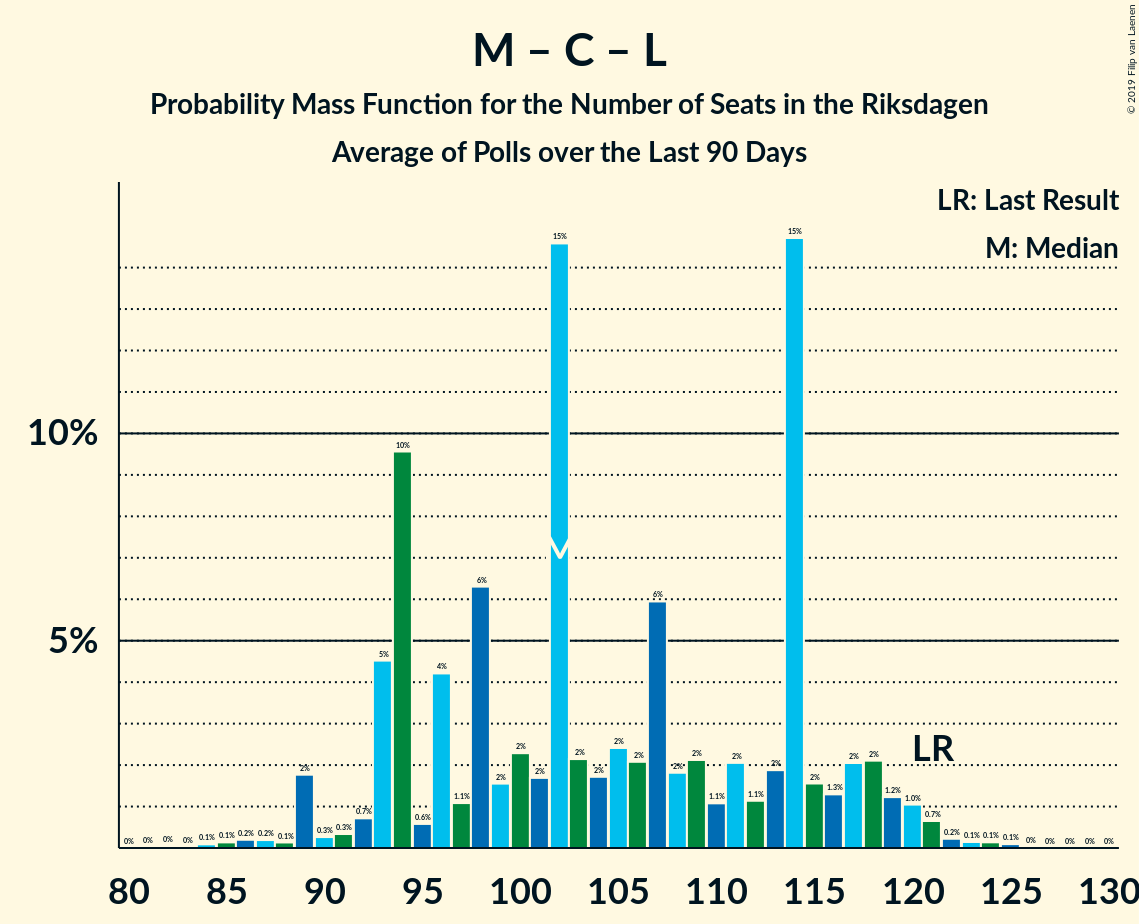 M – C – L
Probability Mass Function for the Number of Seats in the Riksdagen
Average of Polls over the Last 90 Days
© 2019 Filip van Laenen
LR: Last Result
M: Median
10%
5%
0% 0% 0% 0% 0.1% 0.1% 0.2% 0.2% 0.1% 2% 0.3% 0.3% 0.7% 5% 10% 0.6% 4% 1.1% 6% 2% 2% 2% 15% 2% 2% 2% 2% 6% 2% 2% 1.1% 2% 1.1% 2% 15% 2% 1.3% 2% 2% 1.2% 1.0% 0.7% 0.2% 0.1% 0.1% 0.1% 0% 0% 0% 0% 0%
LR
80 85 90 95 100 105 110 115 120 125 130